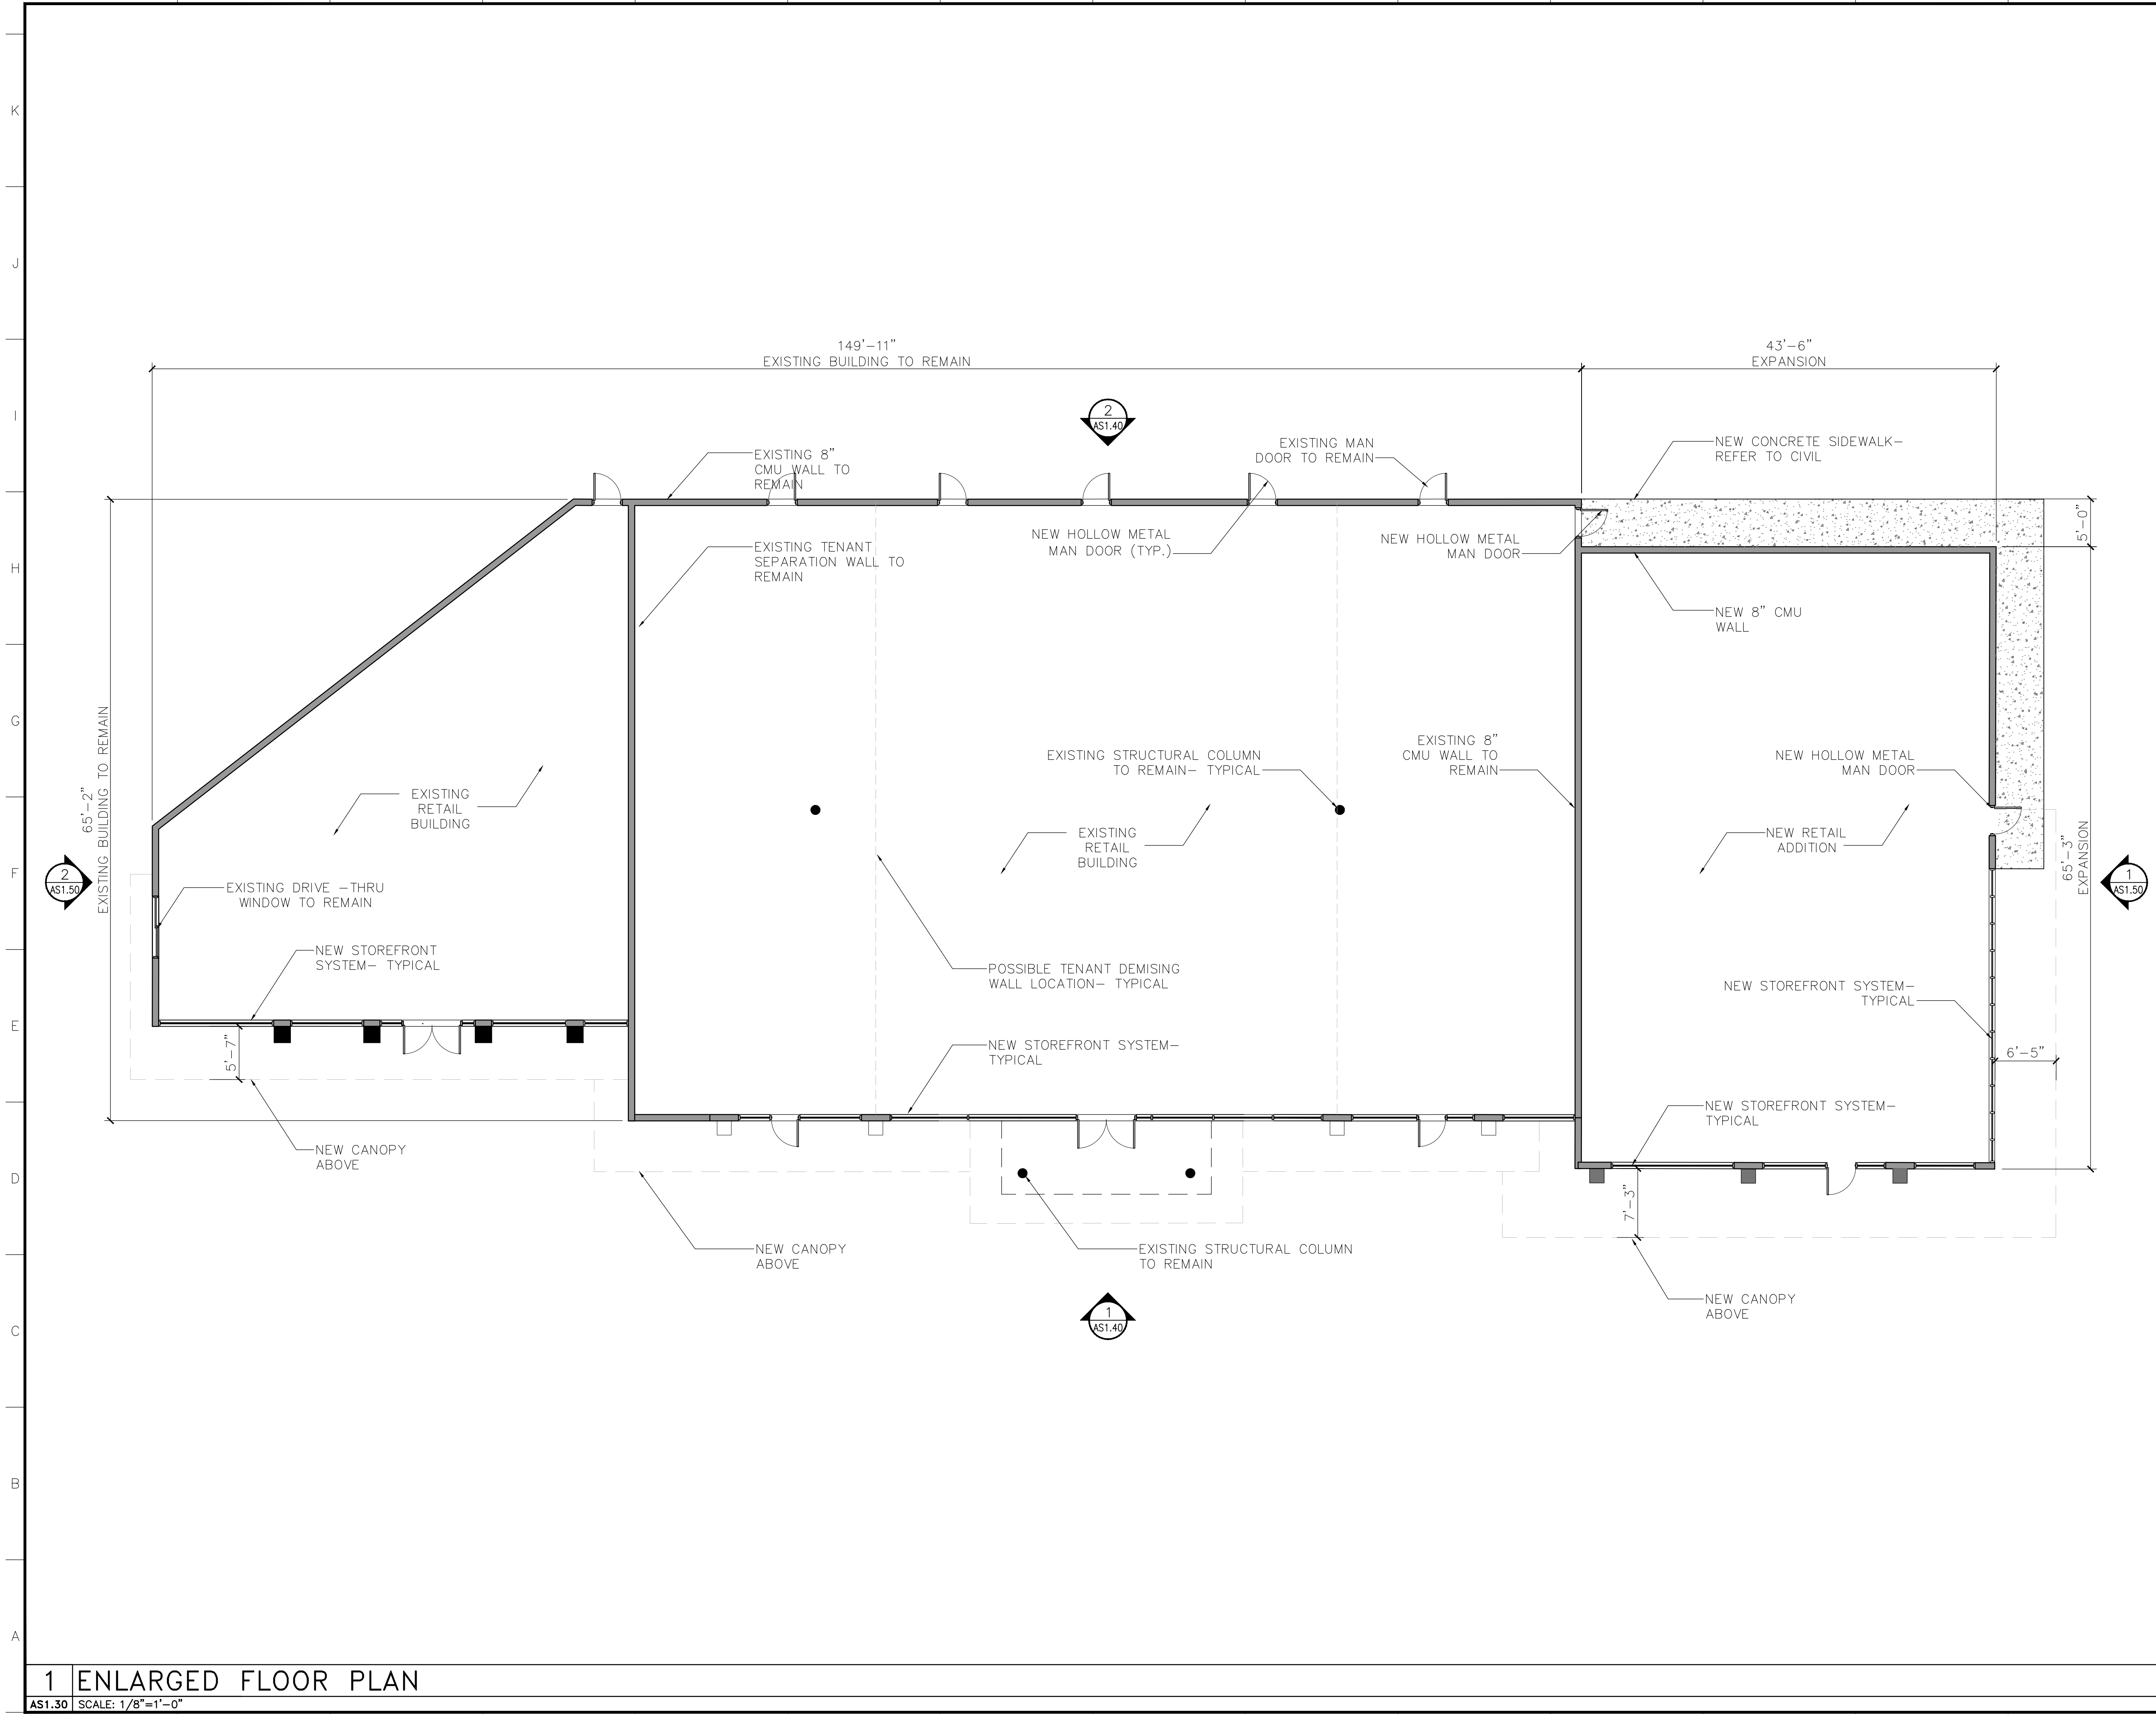 K
J
I
H
G
F
E
D
C
B
A
149'-11"
EXISTING BUILDING TO REMAIN
43'-6"
EXPANSION
2
AS1.40
EXISTING 8"
CMU WALL TO
REMAIN
EXISTING MAN
DOOR TO REMAIN
NEW CONCRETE SIDEWALK-
REFER TO CIVIL
5'-0"
NEW HOLLOW METAL
MAN DOOR (TYP.)
NEW HOLLOW METAL
MAN DOOR
EXISTING TENANT
SEPARATION WALL TO
REMAIN
NEW 8" CMU
WALL
65'-2"
EXISTING BUILDING TO REMAIN
EXISTING
RETAIL
BUILDING
EXISTING STRUCTURAL COLUMN
TO REMAIN- TYPICAL
EXISTING 8"
CMU WALL TO
REMAIN
NEW HOLLOW METAL
MAN DOOR
EXISTING
RETAIL
BUILDING
NEW RETAIL
ADDITION
65'-3"
EXPANSION
2
AS1.50
1
AS1.50
EXISTING DRIVE -THRU
WINDOW TO REMAIN
NEW STOREFRONT
SYSTEM- TYPICAL
POSSIBLE TENANT DEMISING
WALL LOCATION- TYPICAL
NEW STOREFRONT SYSTEM-
TYPICAL
5'-7"
NEW STOREFRONT SYSTEM-
TYPICAL
6'-5"
NEW STOREFRONT SYSTEM-
TYPICAL
NEW CANOPY
ABOVE
7'-3"
NEW CANOPY
ABOVE
EXISTING STRUCTURAL COLUMN
TO REMAIN
NEW CANOPY
ABOVE
1
AS1.40
1 ENLARGED FLOOR PLAN
AS1.30 SCALE: 1/8"=1'-0"